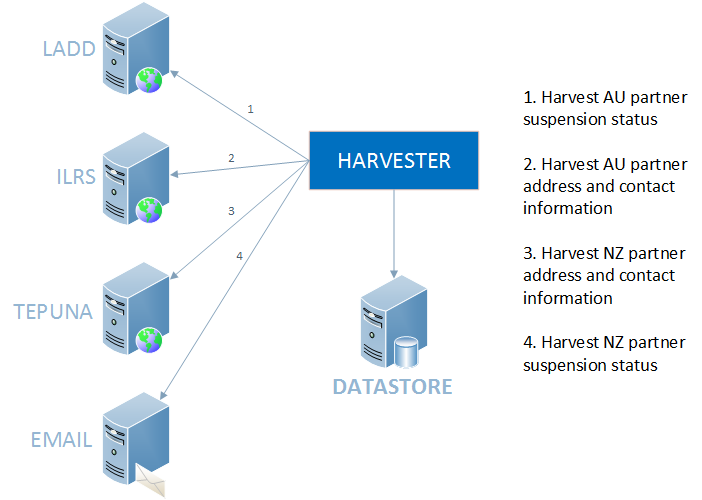 LADD
1
1. Harvest AU partner
suspension status
HARVESTER
2
ILRS
2. Harvest AU partner
address and contact
information
3
3. Harvest NZ partner
address and contact
information
4
TEPUNA
4. Harvest NZ partner
suspension status
DATASTORE
EMAIL